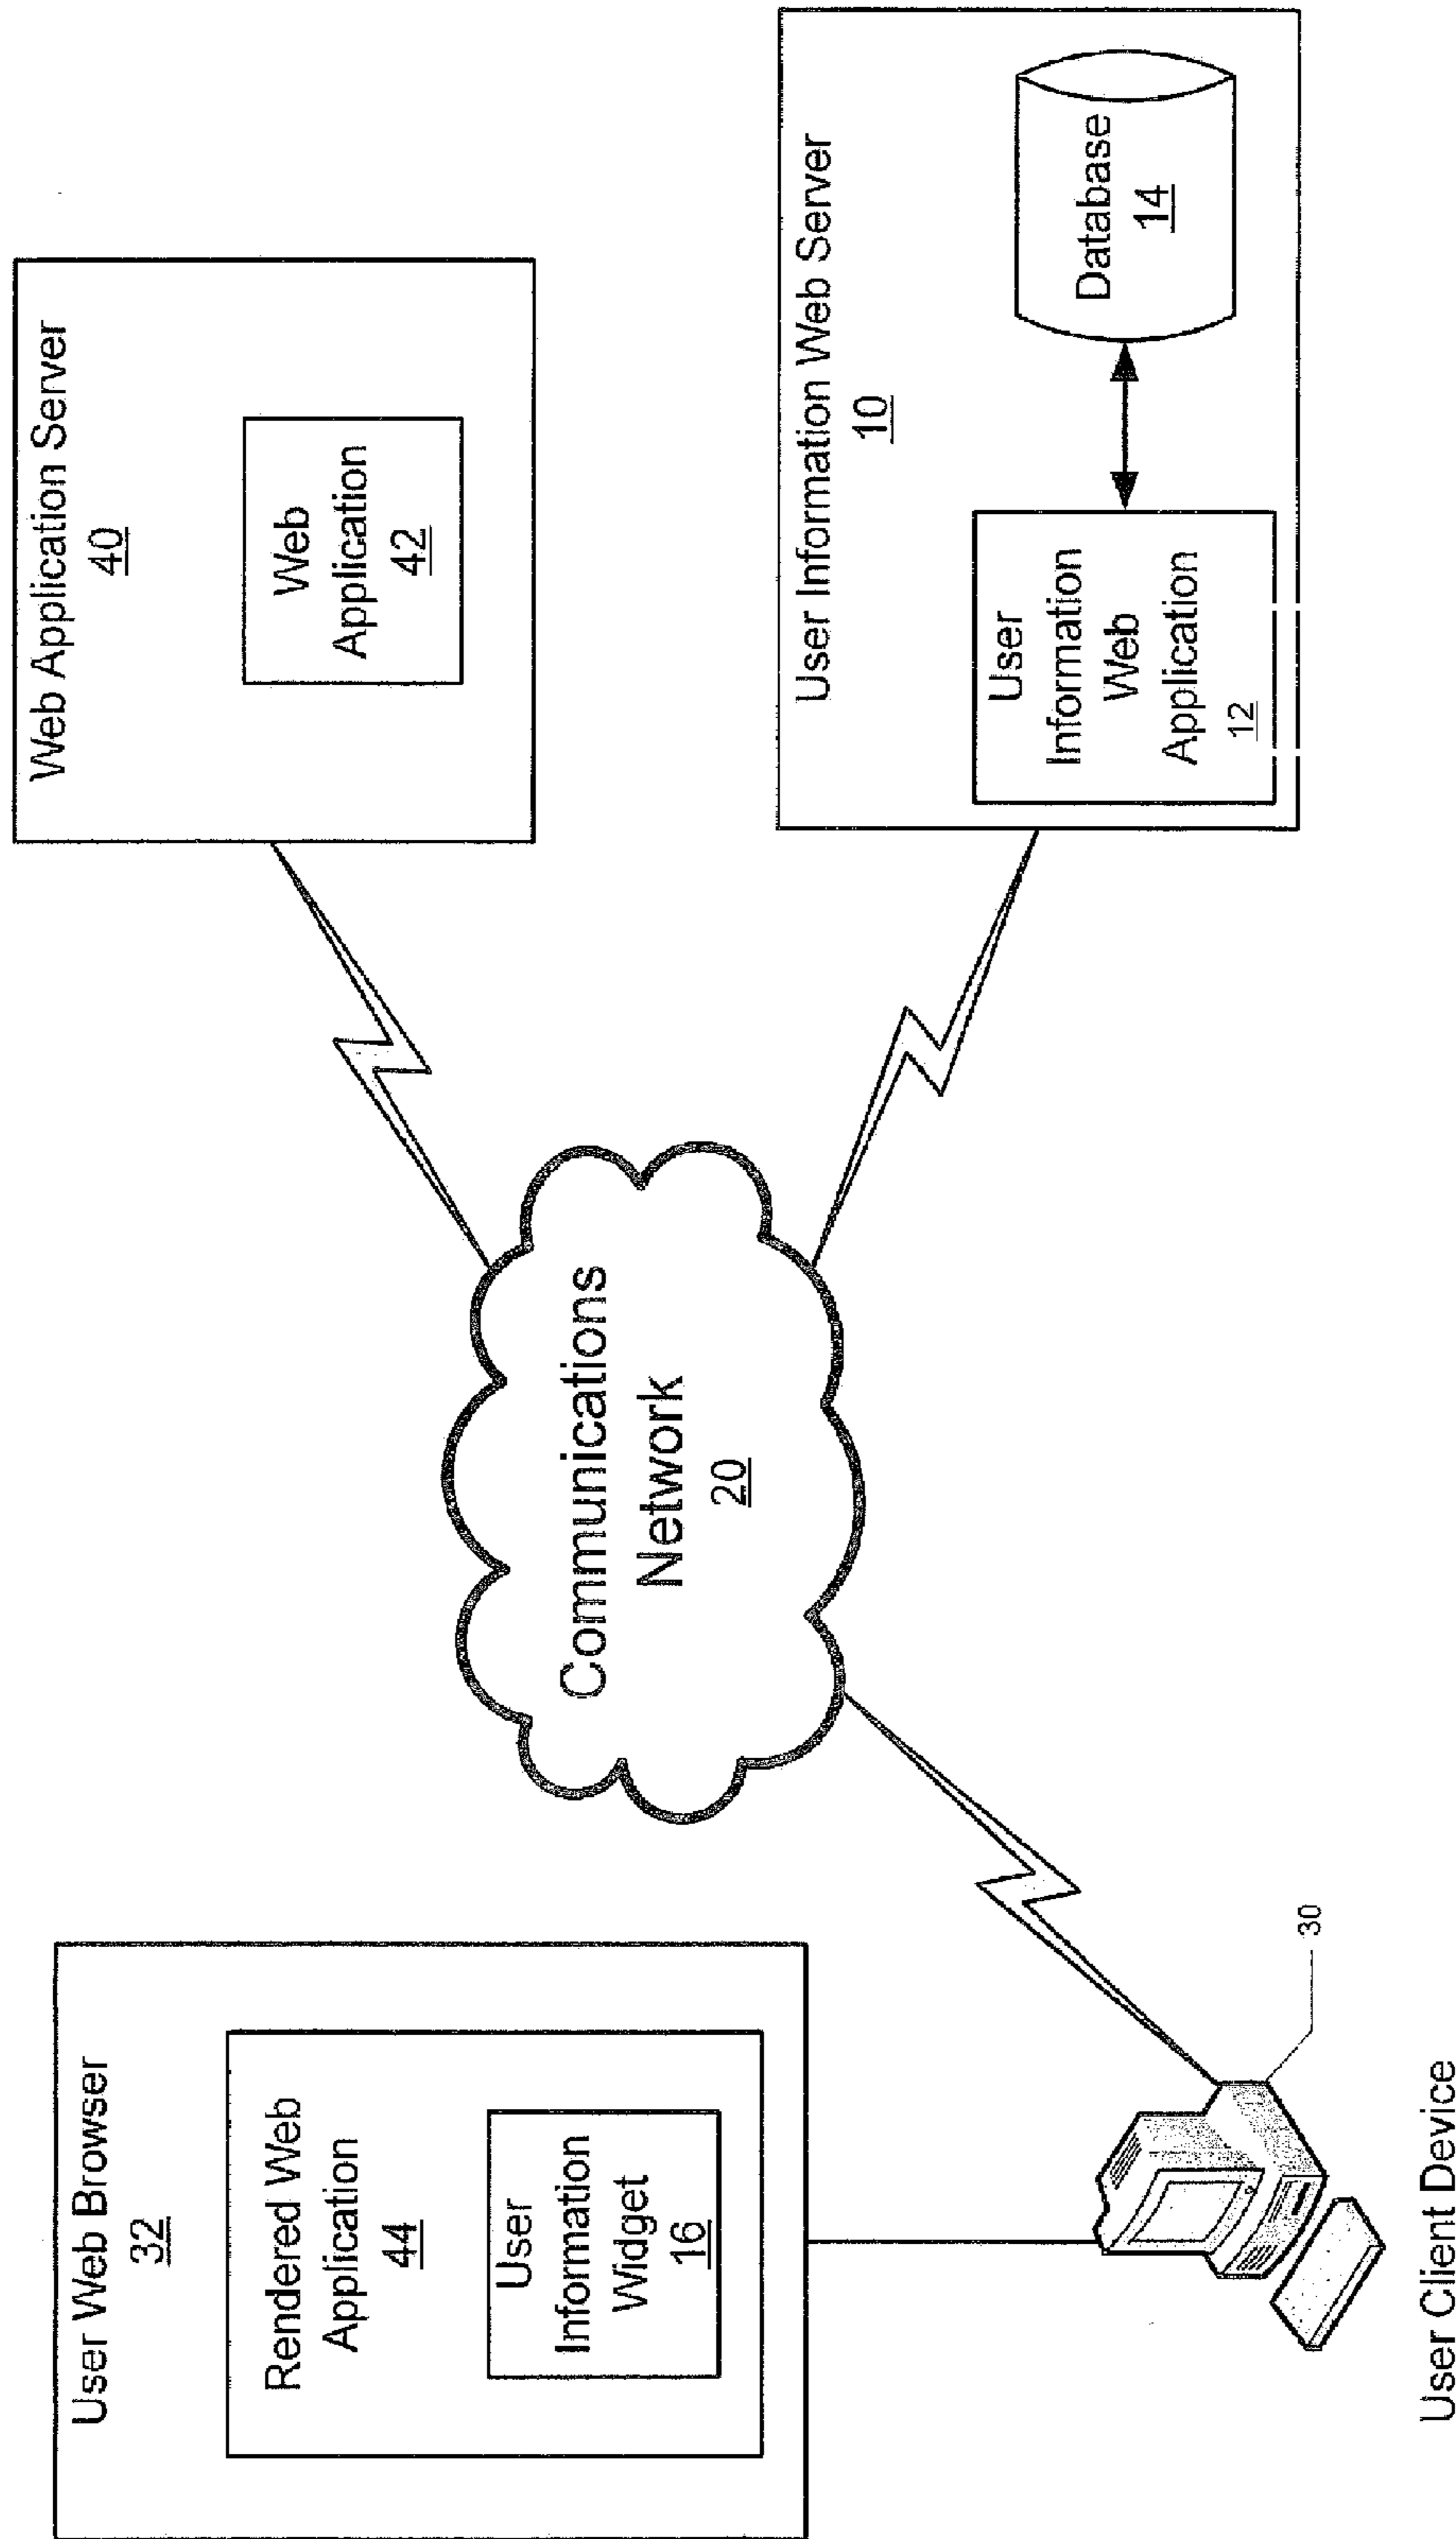 User Web Browser
32
Rendered Web
Application
44
User
Information
Widget
16
User Client Device
30
Communications
Network
20
Web Application Server
40
Web
Application
42
User Information Web Server
10
User
Information
Web
Application
12
Database
14